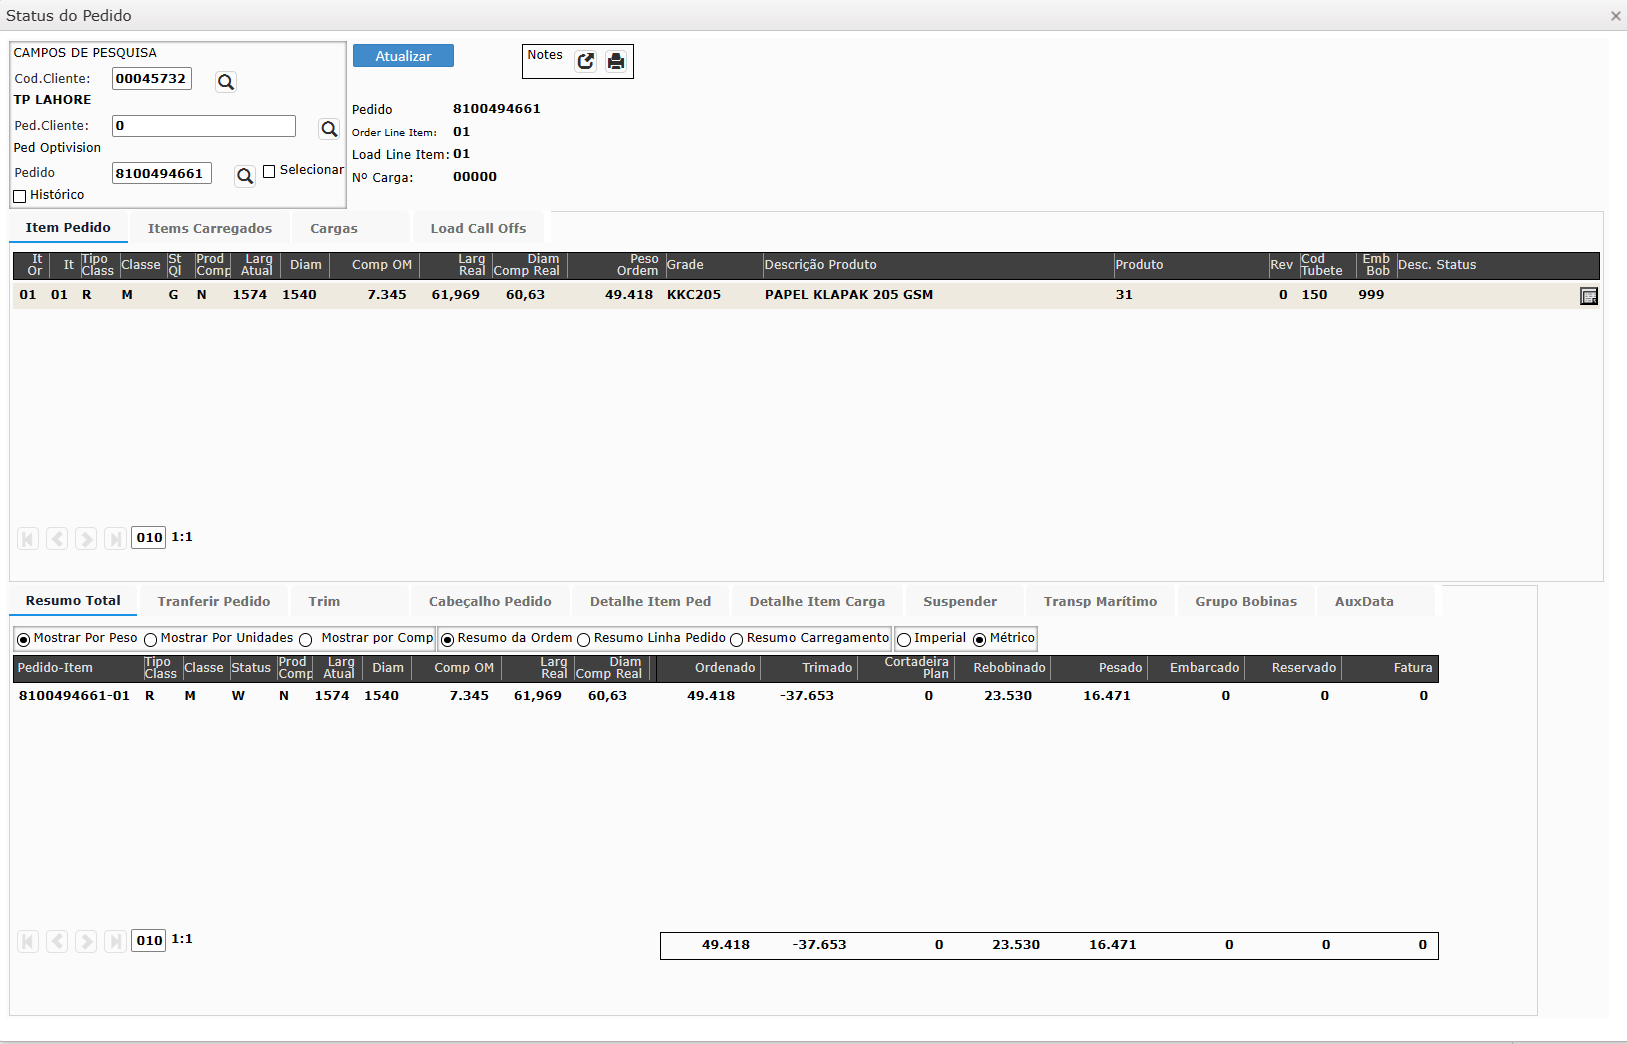 Status do Pedido
CAMPOS DE PESQUISA
Cod.Cliente: 00045732
TP LAHORE
Ped.Cliente: 0
Ped Optivision
Pedido 8100494661 Selecionar
Histórico
Atualizar
Notes
Pedido 8100494661
Order Line Item: 01
Load Line Item: 01
Nº Carga: 00000
Item Pedido Items Carregados Cargas Load Call Offs
It Or It Tipo Class Classe St Ql Prod Comp Larg Atual Diam Comp OM Larg Real Diam Comp Real Peso Ordem Grade Descrição Produto Produto Rev Cod Tubete Emb Bob Desc. Status
01 01 R M G N 1574 1540 7.345 61,969 60,63 49.418 KKC205 PAPEL KLAPAK 205 GSM 31 0 150 999
010 1:1
Resumo Total Tranferir Pedido Trim Cabeçalho Pedido Detalhe Item Ped Detalhe Item Carga Suspender Transp Marítimo Grupo Bobinas AuxData
Mostrar Por Peso Mostrar Por Unidades Mostrar por Comp Resumo da Ordem Resumo Linha Pedido Resumo Carregamento Imperial Métrico
Pedido-Item Tipo Class Classe Status Prod Comp Larg Atual Diam Comp OM Larg Real Diam Comp Real Ordenado Trimado Cortadeira Plan Rebobinado Pesado Embarcado Reservado Fatura
8100494661-01 R M W N 1574 1540 7.345 61,969 60,63 49.418 -37.653 0 23.530 16.471 0 0 0
010 1:1
49.418 -37.653 0 23.530 16.471 0 0 0